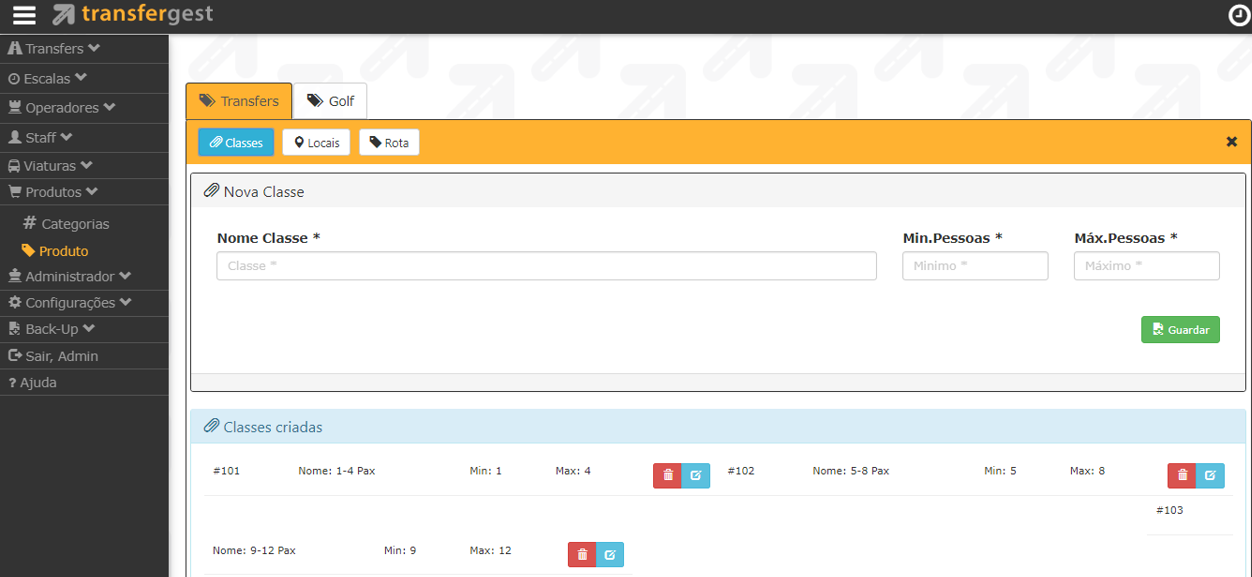 transfergest
Transfers
Escalas
Operadores
Staff
Viaturas
Produtos
# Categorias
Produto
Administrador
Configurações
Back-Up
Sair, Admin
? Ajuda
Transfers Golf
Classes Locais Rota
Nova Classe
Nome Classe * Min.Pessoas * Máx.Pessoas *
Classe * Minimo * Máximo *
Guardar
Classes criadas
#101 Nome: 1-4 Pax Min: 1 Max: 4 #102 Nome: 5-8 Pax Min: 5 Max: 8
#103
Nome: 9-12 Pax Min: 9 Max: 12